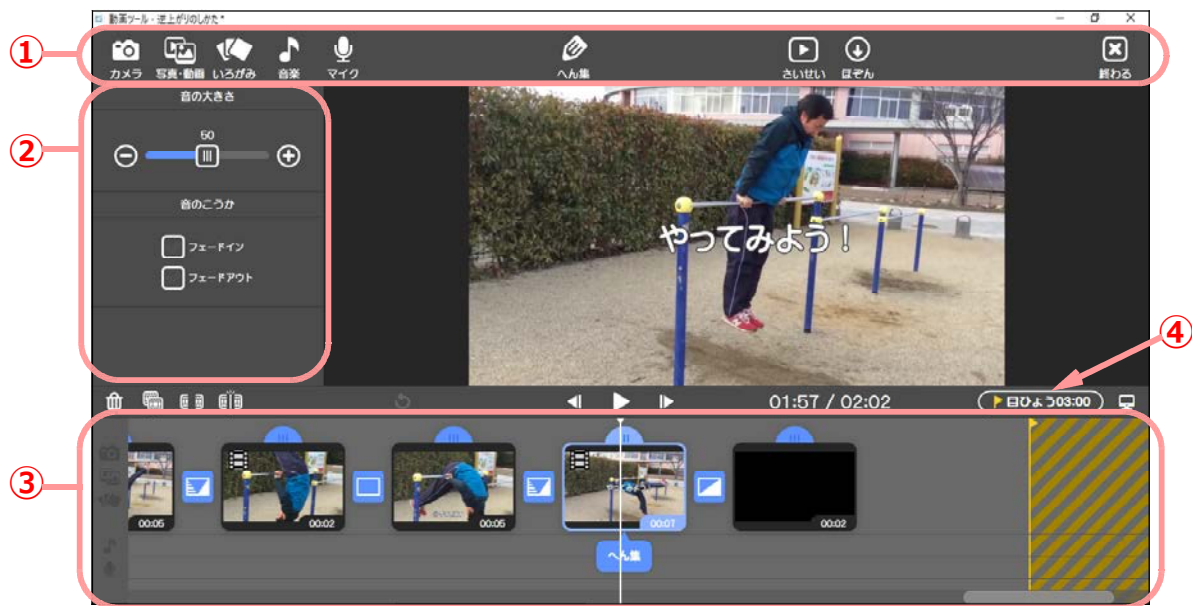 動画ツール - 逆上がりのしかた*
①
カメラ 写真・動画 いろがみ 音楽 マイク へん集 さいせい ほぞん 終わる
②
音の大きさ
50
音のこうか
フェードイン
フェードアウト
やってみよう！
④
01:57 / 02:02
目ひょう03:00
③
00:05 00:02 00:05 00:07 00:02
へん集